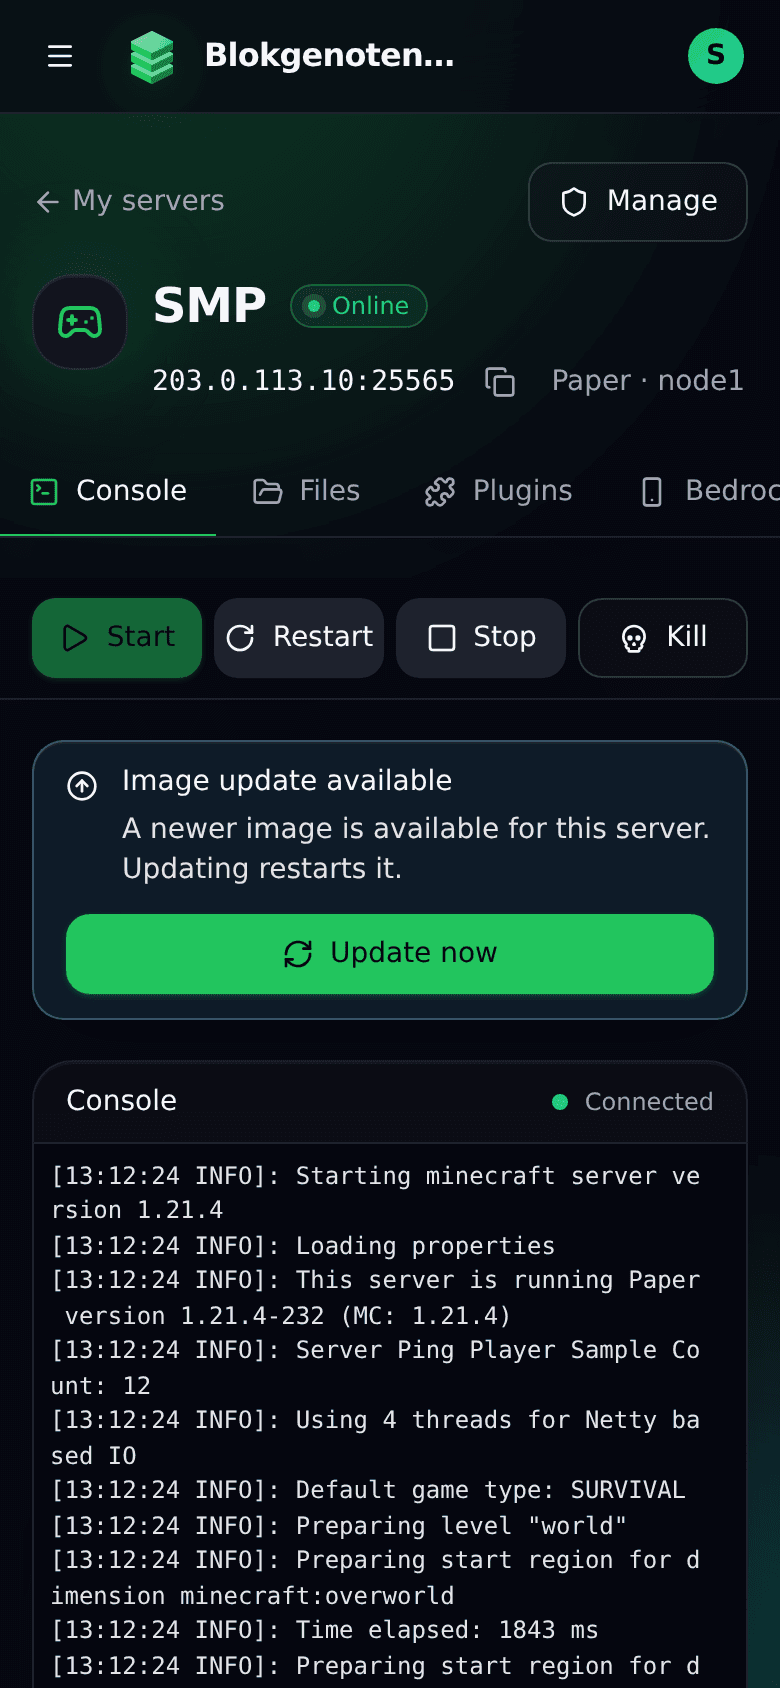 Blokgenoten...
S
My servers
Manage
SMP
Online
203.0.113.10:25565
Paper · node1
Console
Files
Plugins
Bedroc
Start
Restart
Stop
Kill
Image update available
A newer image is available for this server.
Updating restarts it.
Update now
Console
Connected
[13:12:24 INFO]: Starting minecraft server ve
rsion 1.21.4
[13:12:24 INFO]: Loading properties
[13:12:24 INFO]: This server is running Paper
version 1.21.4-232 (MC: 1.21.4)
[13:12:24 INFO]: Server Ping Player Sample Co
unt: 12
[13:12:24 INFO]: Using 4 threads for Netty ba
sed IO
[13:12:24 INFO]: Default game type: SURVIVAL
[13:12:24 INFO]: Preparing level "world"
[13:12:24 INFO]: Preparing start region for d
imension minecraft:overworld
[13:12:24 INFO]: Time elapsed: 1843 ms
[13:12:24 INFO]: Preparing start region for d